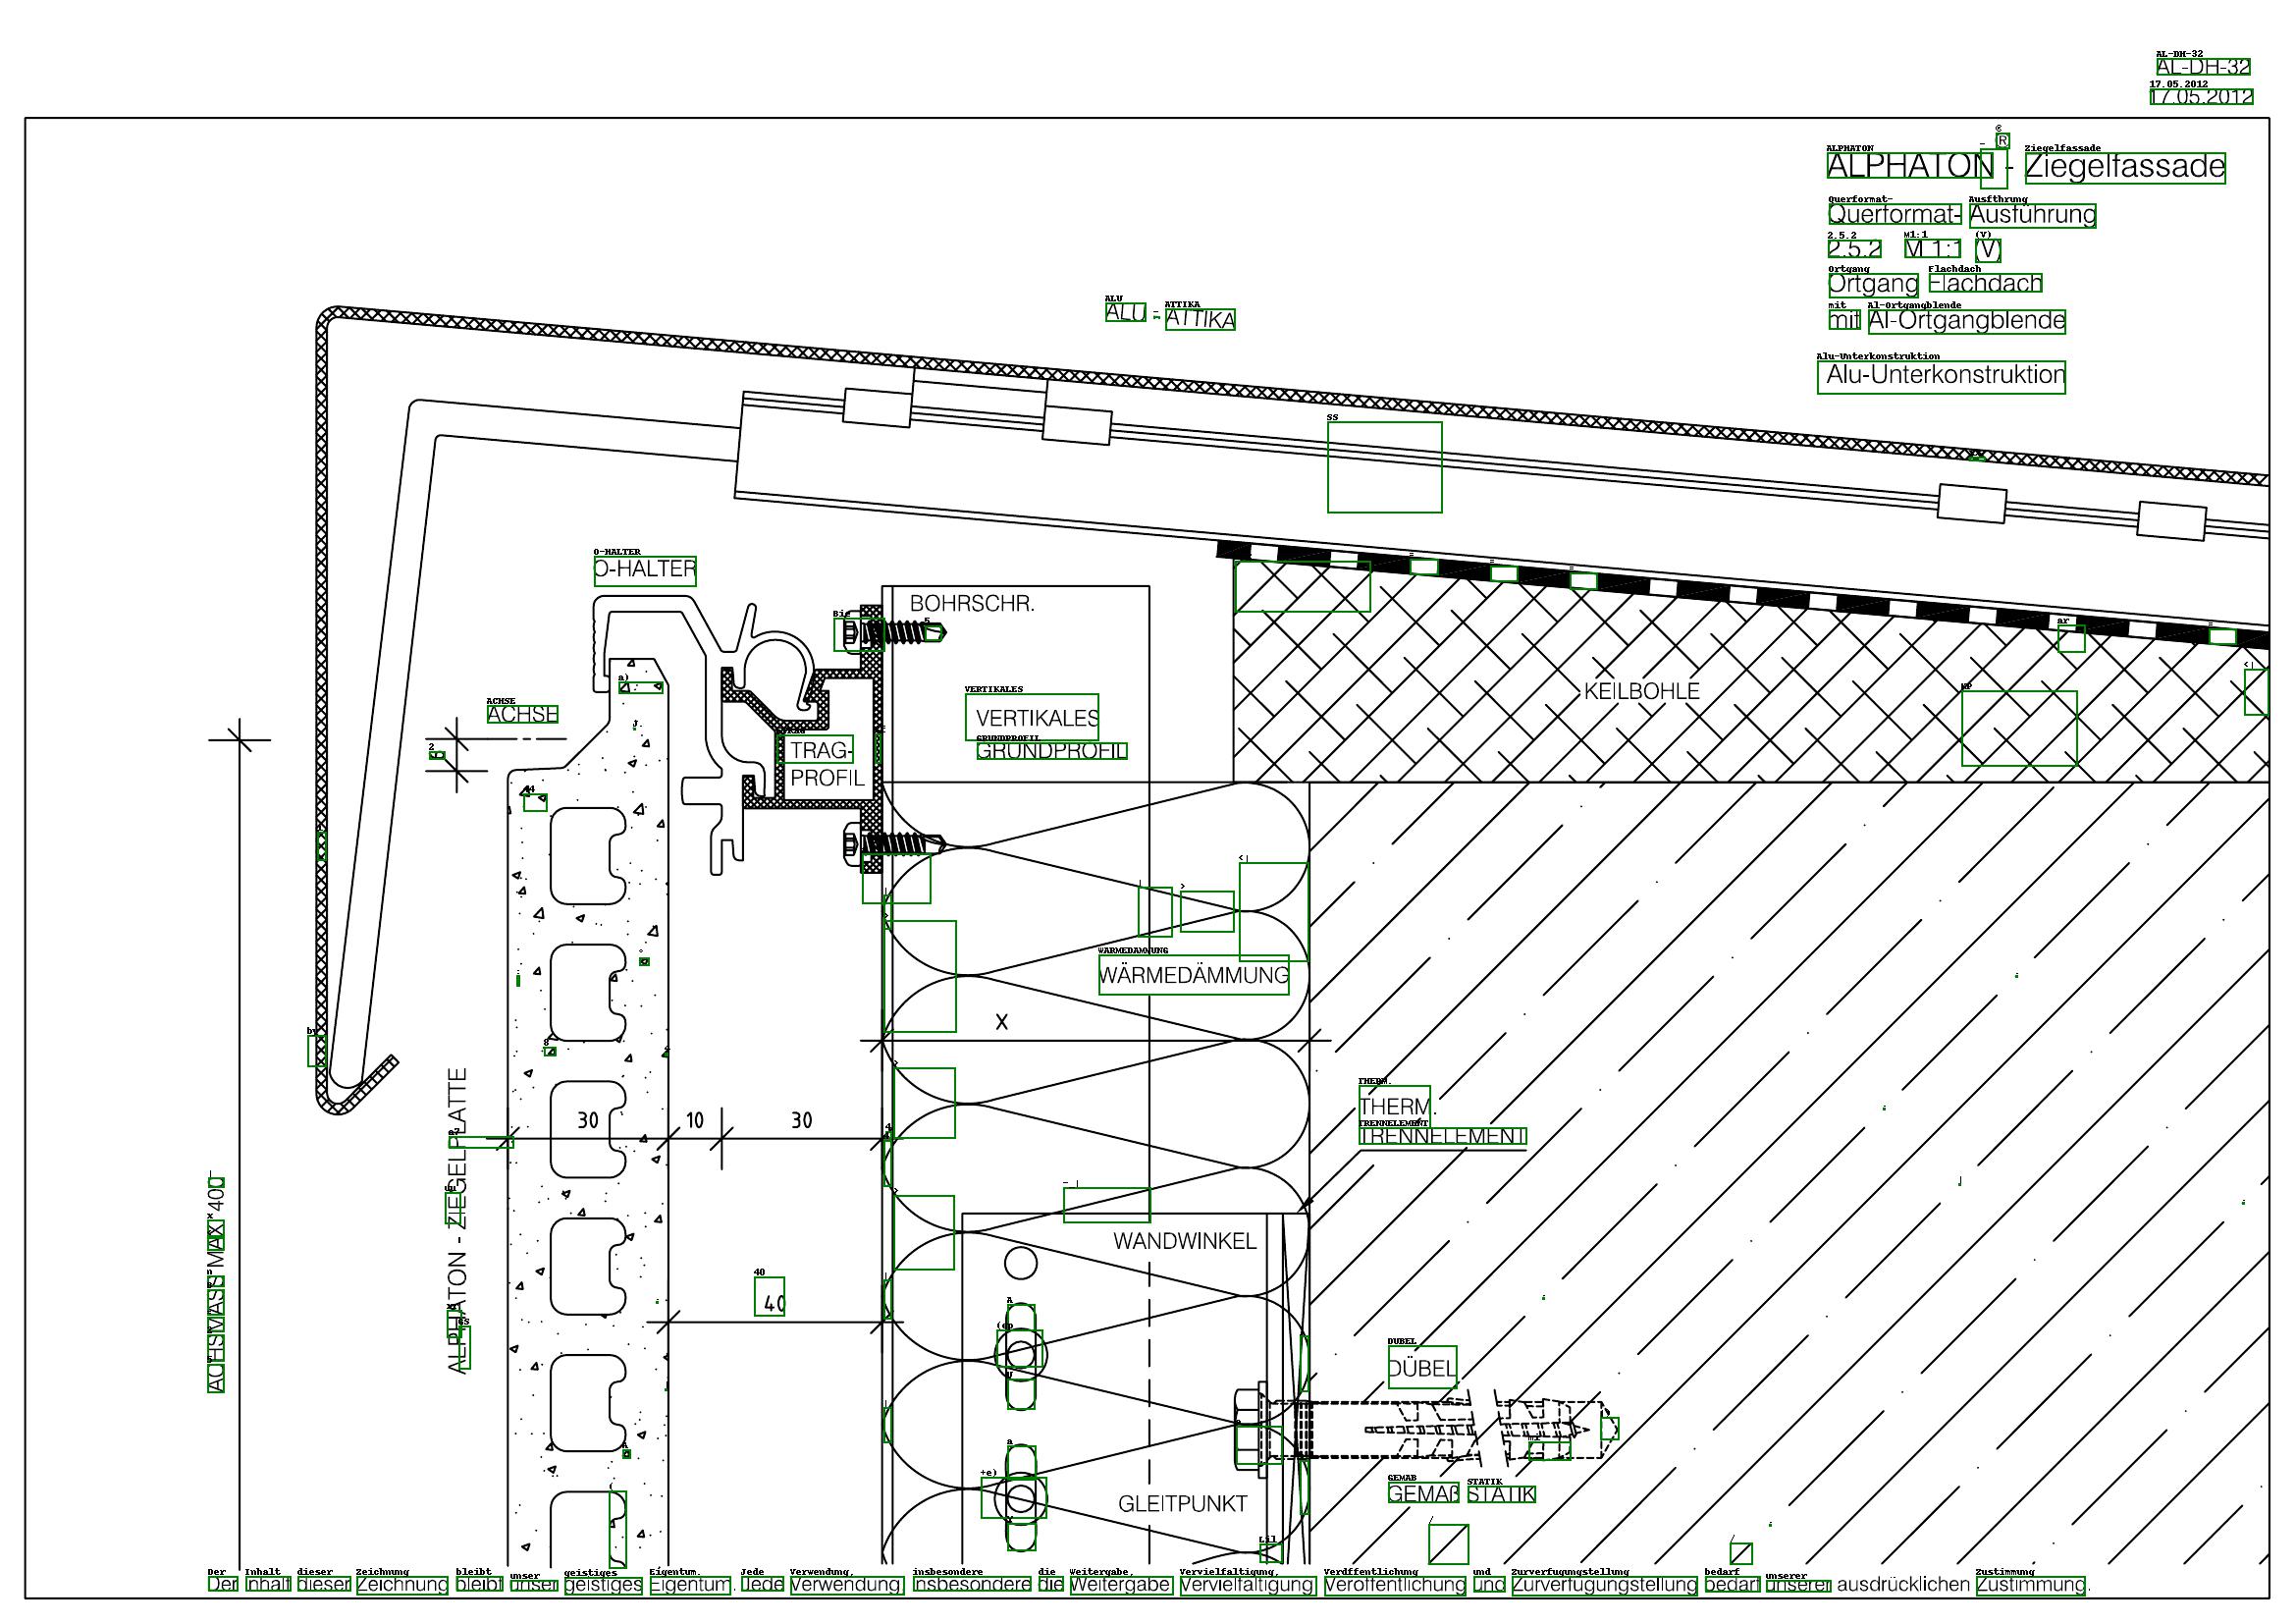 AL-DH-32
17.05.2012
ALPHATON® - Ziegelfassade
Querformat-Ausführung
2.5.2 M 1:1 (V)
Ortgang Flachdach
mit Al-Ortgangblende
Alu-Unterkonstruktion
ALU - ATTIKA
O-HALTER
BOHRSCHR.
KEILBOHLE
ACHSE
VERTIKALES
GRUNDPROFIL
TRAG-
PROFIL
6
WÄRMEDÄMMUNG
X
ALPHATON - ZIEGELPLATTE
30
10
30
THERM.
TRENNELEMENT
ACHSMASS MAX. 400
WANDWINKEL
40
DÜBEL
GEMÄß STATIK
GLEITPUNKT
Der Inhalt dieser Zeichnung bleibt unser geistiges Eigentum. Jede Verwendung, insbesondere die Weitergabe, Vervielfältigung, Veröffentlichung und Zurverfügungstellung bedarf unserer ausdrücklichen Zustimmung.